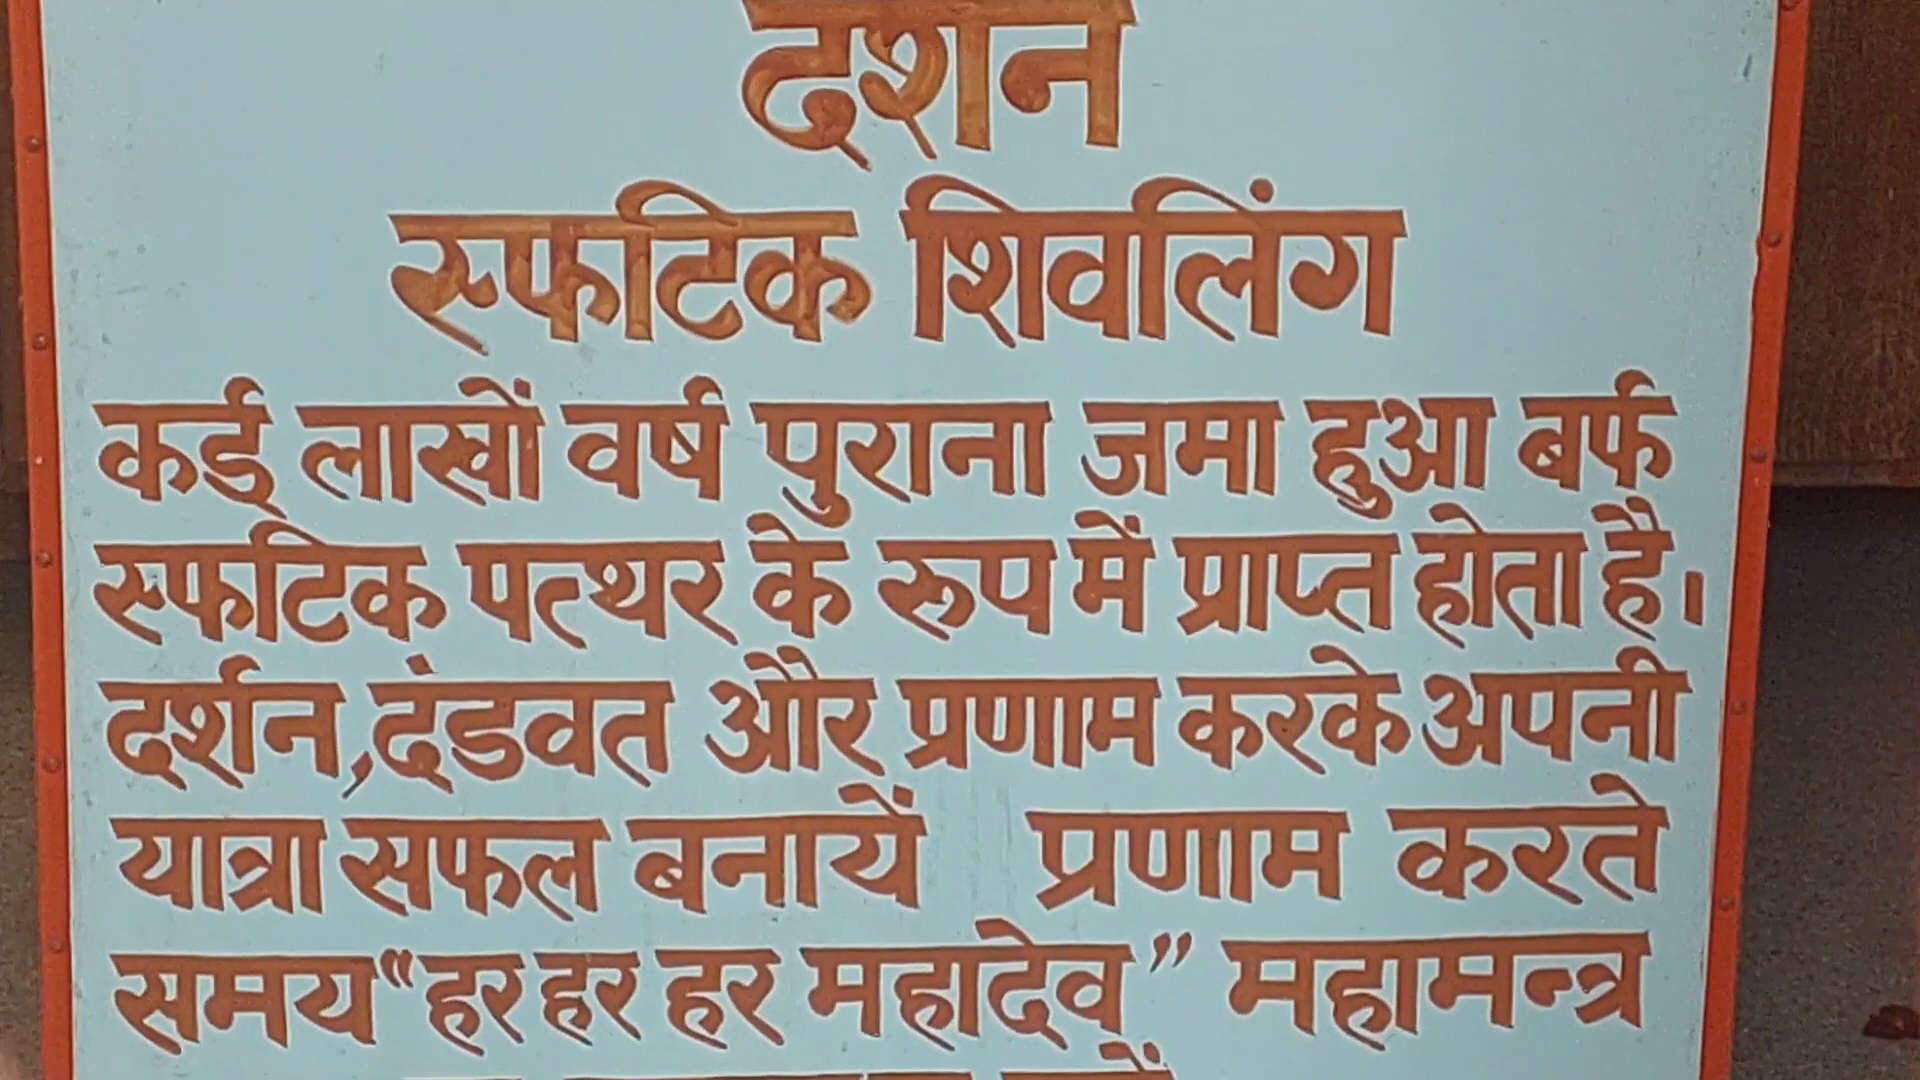 दर्शन
स्फटिक शिवलिंग
कई लाखों वर्ष पुराना जमा हुआ बर्फ
स्फटिक पत्थर के रूप में प्राप्त होता है।
दर्शन, दंडवत और प्रणाम करके अपनी
यात्रा सफल बनायें प्रणाम करते
समय "हर हर हर महादेव" महामन्त्र